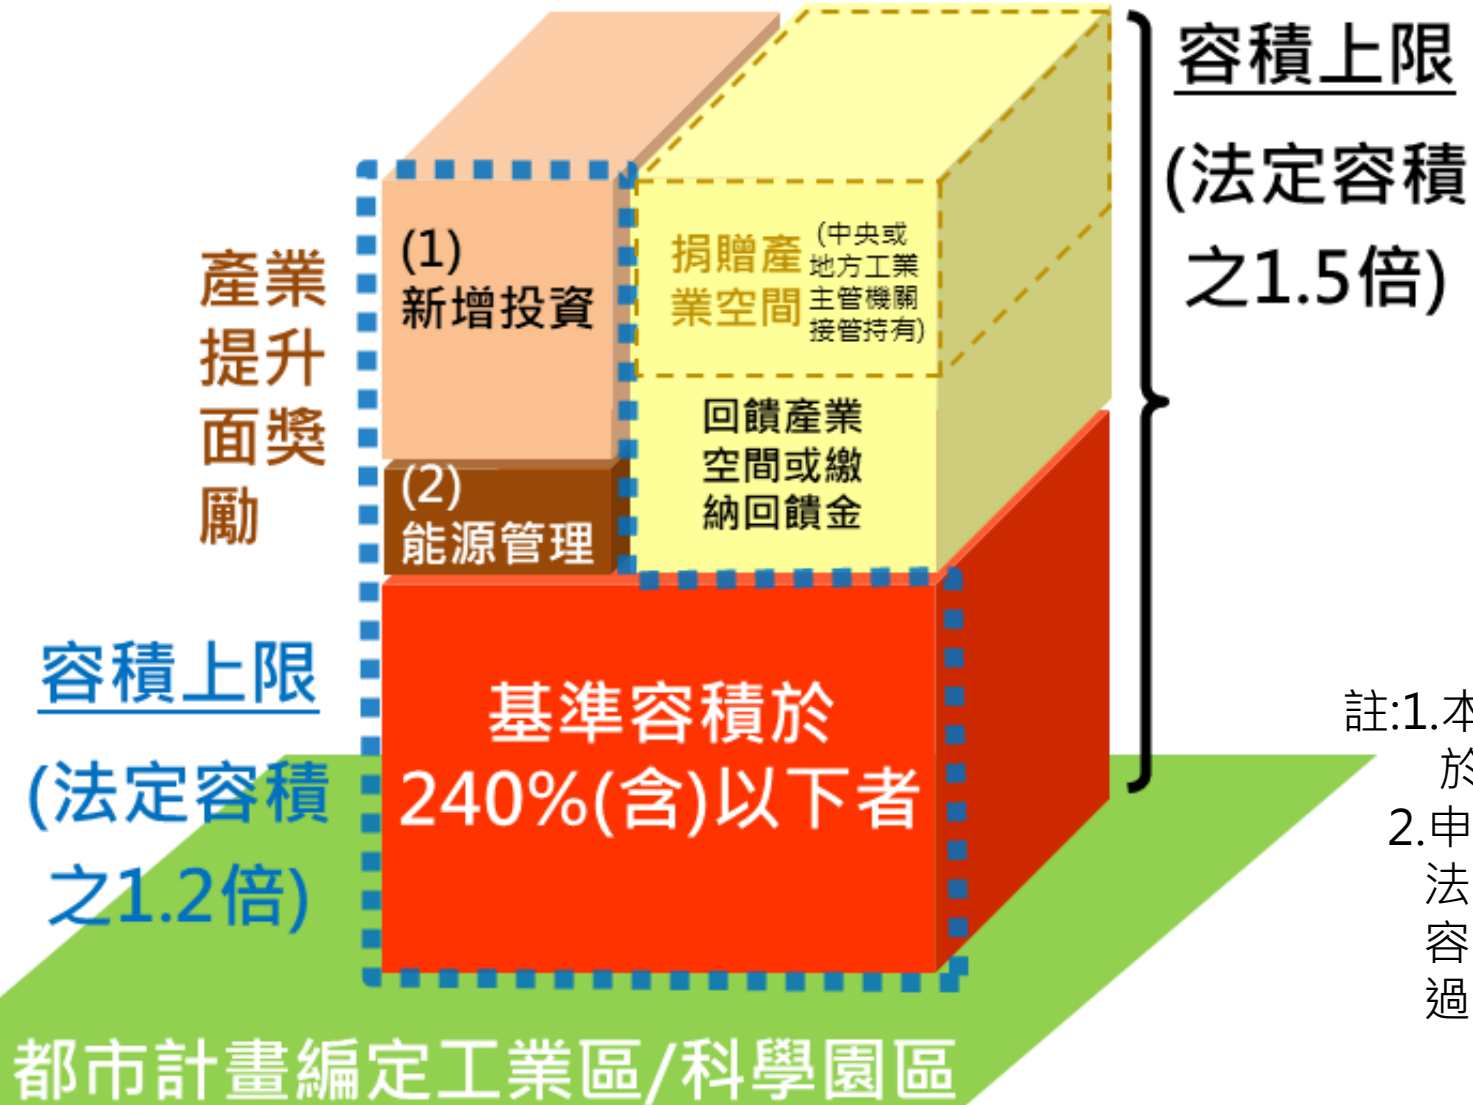 容積上限
(法定容積
之1.5倍)
(1)
新增投資
捐贈產
業空間
(中央或
地方工業
主管機關
接管持有)
產業
提升
面獎
勵
回饋產業
空間或繳
納回饋金
(2)
能源管理
容積上限
(法定容積
之1.2倍)
基準容積於
240%(含)以下者
註:1.本
於
2.申
法
容
過
都市計畫編定工業區/科學園區